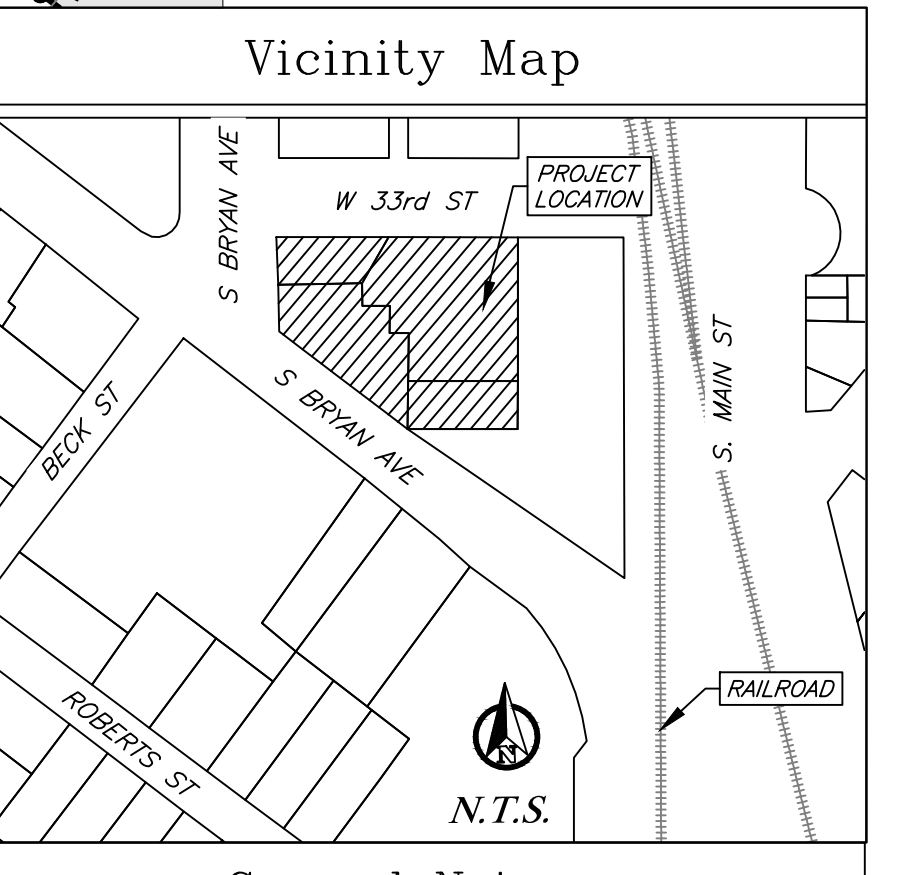 Vicinity Map
S BRYAN AVE
W 33rd ST
PROJECT
LOCATION
S. MAIN ST
BECK ST
S BRYAN AVE
RAILROAD
ROBERTS ST
N
N.T.S.